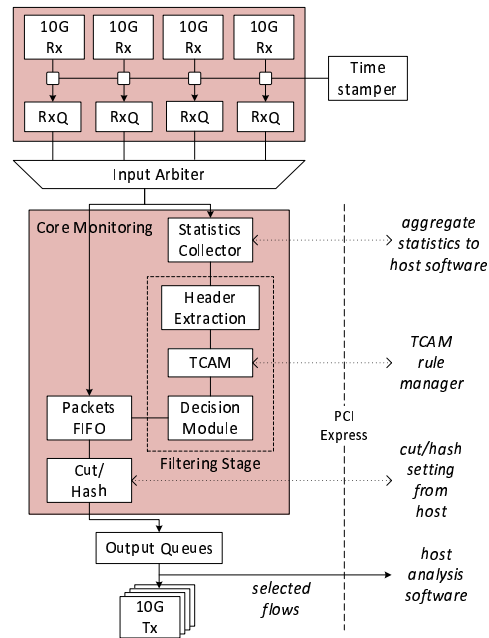 10G
Rx
10G
Rx
10G
Rx
10G
Rx
Time
stamper
RxQ
RxQ
RxQ
RxQ
Input Arbiter
Core Monitoring
Statistics
Collector
aggregate
statistics to
host software
Header
Extraction
TCAM
TCAM
rule
manager
Packets
FIFO
Decision
Module
PCI
Express
Filtering Stage
Cut/
Hash
cut/hash
setting
from
host
Output Queues
selected
flows
host
analysis
software
10G
Tx